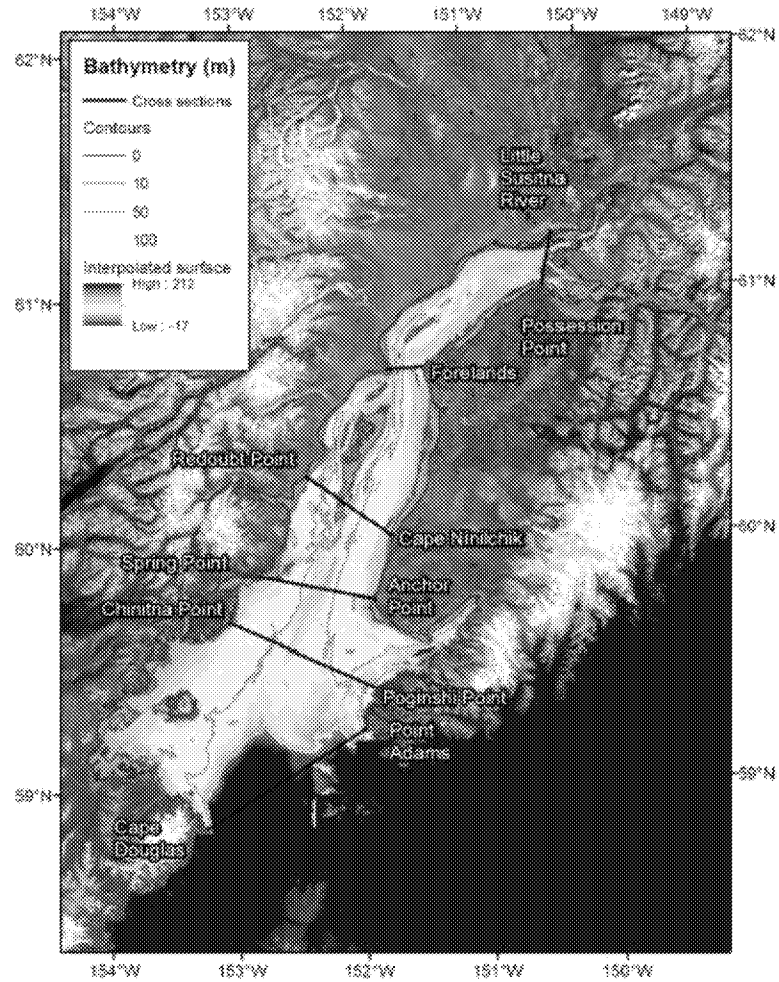 154°W 153°W 152°W 151°W 150°W 149°W
62°N
62°N
Bathymetry (m)
Cross sections
Contours
0
10
50
100
Interpolated surface
High : 212
Low : -17
Little
Susitna
River
61°N
61°N
Possession
Point
Forelands
Redoubt Point
Cape Ninilchik
60°N
60°N
Spring Point
Anchor
Point
Chinitna Point
Poginshi Point
Point
Adams
59°N
59°N
Cape
Douglas
154°W 153°W 152°W 151°W 150°W